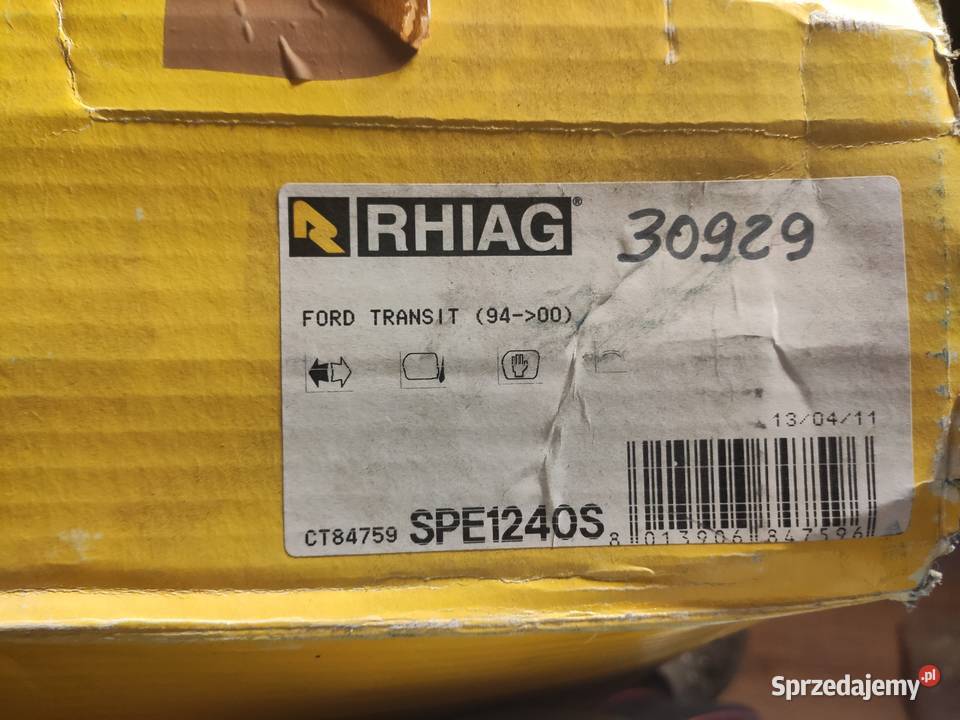 RHIAG®
30929
FORD TRANSIT (94->00)
13/04/11
CT84759 SPE1240S
8 013906 847596
Sprzedajemy.pl